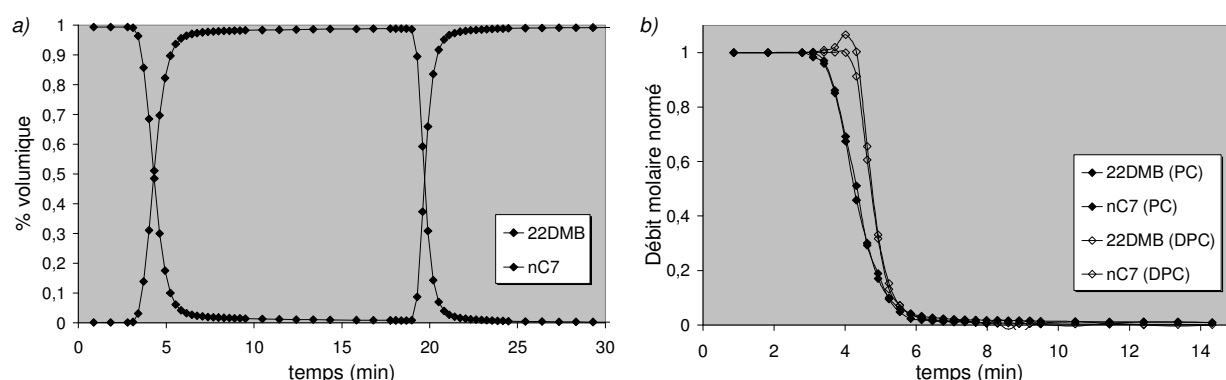 a)
% volumique
1
0,9
0,8
0,7
0,6
0,5
0,4
0,3
0,2
0,1
0
0 5 10 15 20 25 30
temps (min)
22DMB
nC7
b)
Débit molaire normé
1
0,8
0,6
0,4
0,2
0
0 2 4 6 8 10 12 14
temps (min)
22DMB (PC)
nC7 (PC)
22DMB (DPC)
nC7 (DPC)